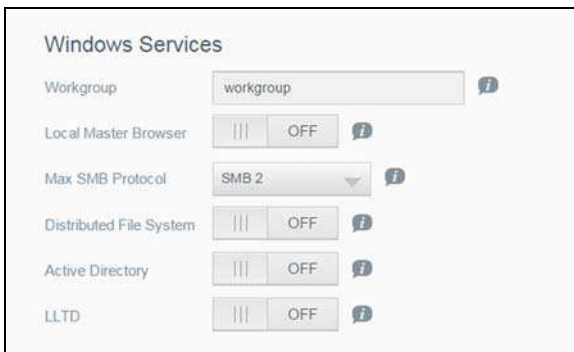 Windows Services
Workgroup workgroup
Local Master Browser OFF
Max SMB Protocol SMB 2
Distributed File System OFF
Active Directory OFF
LLTD OFF